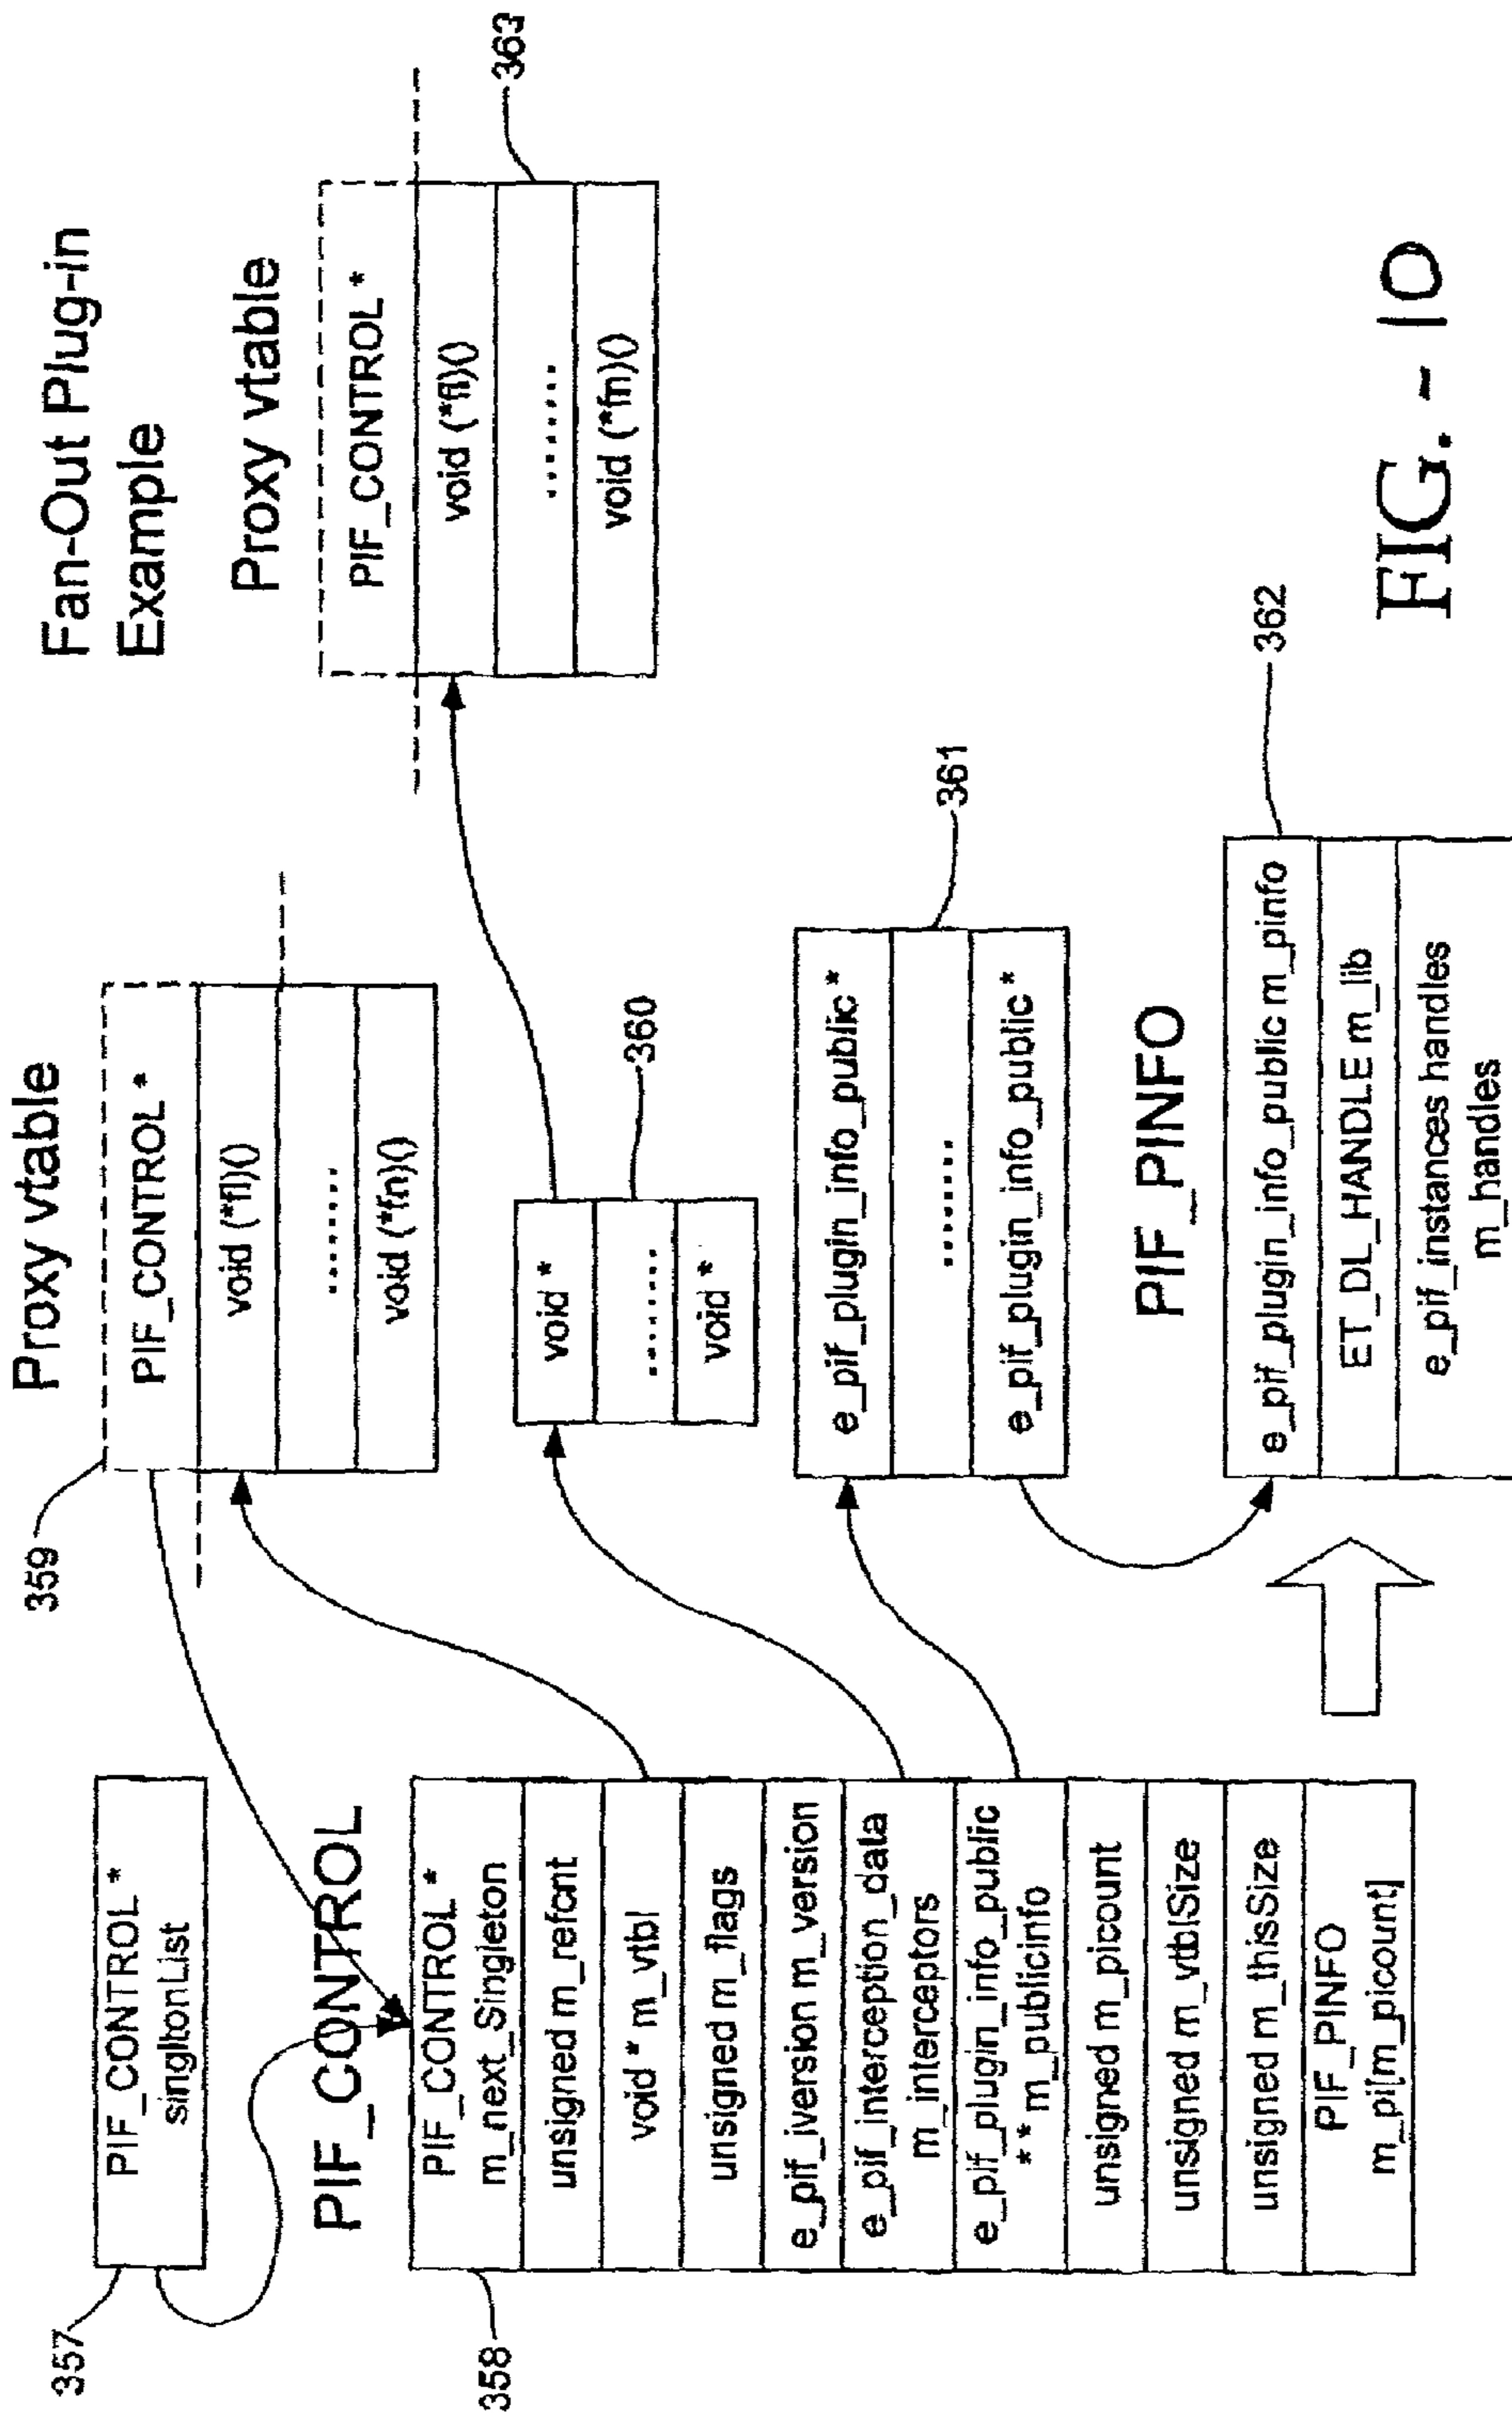 Fan-Out Plug-in
Example
Proxy vtable
359
PIF_CONTROL *
void (*fl)()
.......
void (*fn)()
Proxy vtable
PIF_CONTROL *
void (*fl)()
.......
void (*fn)()
363
357
PIF_CONTROL *
singltonList
PIF_CONTROL
358
PIF_CONTROL *
m_next_Singleton
unsigned m_refcnt
void * m_vtbl
unsigned m_flags
e_pif_iversion m_version
e_pif_interception_data
m_interceptors
e_pif_plugin_info_public
** m_publicinfo
unsigned m_picount
unsigned m_vtblSize
unsigned m_thisSize
PIF_PINFO
m_pi[m_picount]
void *
........
void *
360
e_pif_plugin_info_public *
.......
e_pif_plugin_info_public *
361
PIF_PINFO
e_pif_plugin_info_public m_pinfo
ET_DL_HANDLE m_lib
e_pif_instances handles
m_handles
362
FIG. - 10